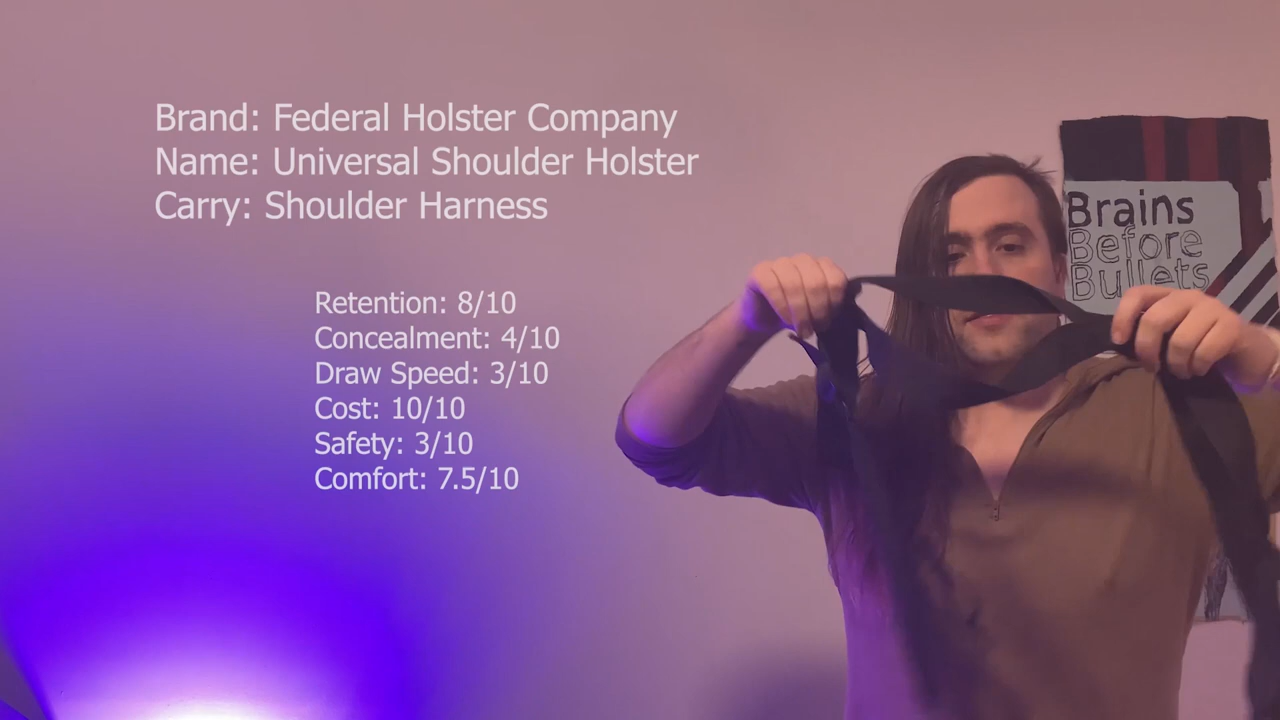 Brand: Federal Holster Company
Name: Universal Shoulder Holster
Carry: Shoulder Harness
Retention: 8/10
Concealment: 4/10
Draw Speed: 3/10
Cost: 10/10
Safety: 3/10
Comfort: 7.5/10
Brains
Before
Bullets